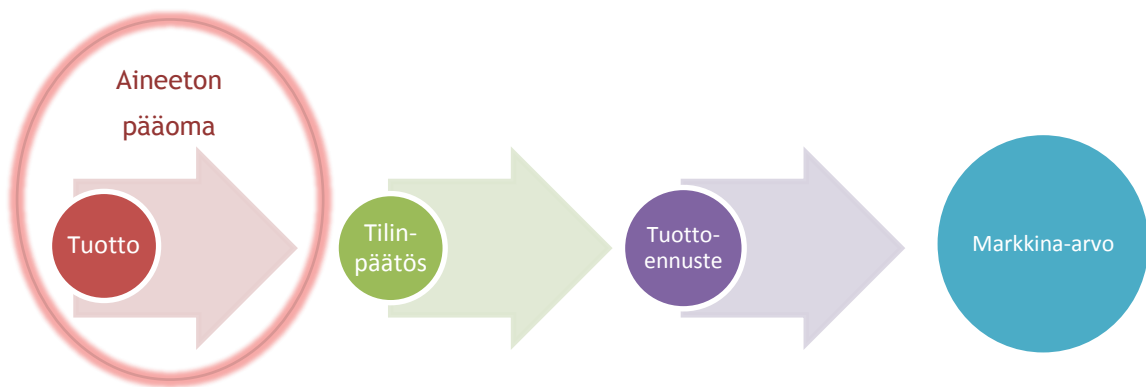 Aineeton
pääoma
Tuotto
Tilin-
päätös
Tuotto-
ennuste
Markkina-arvo